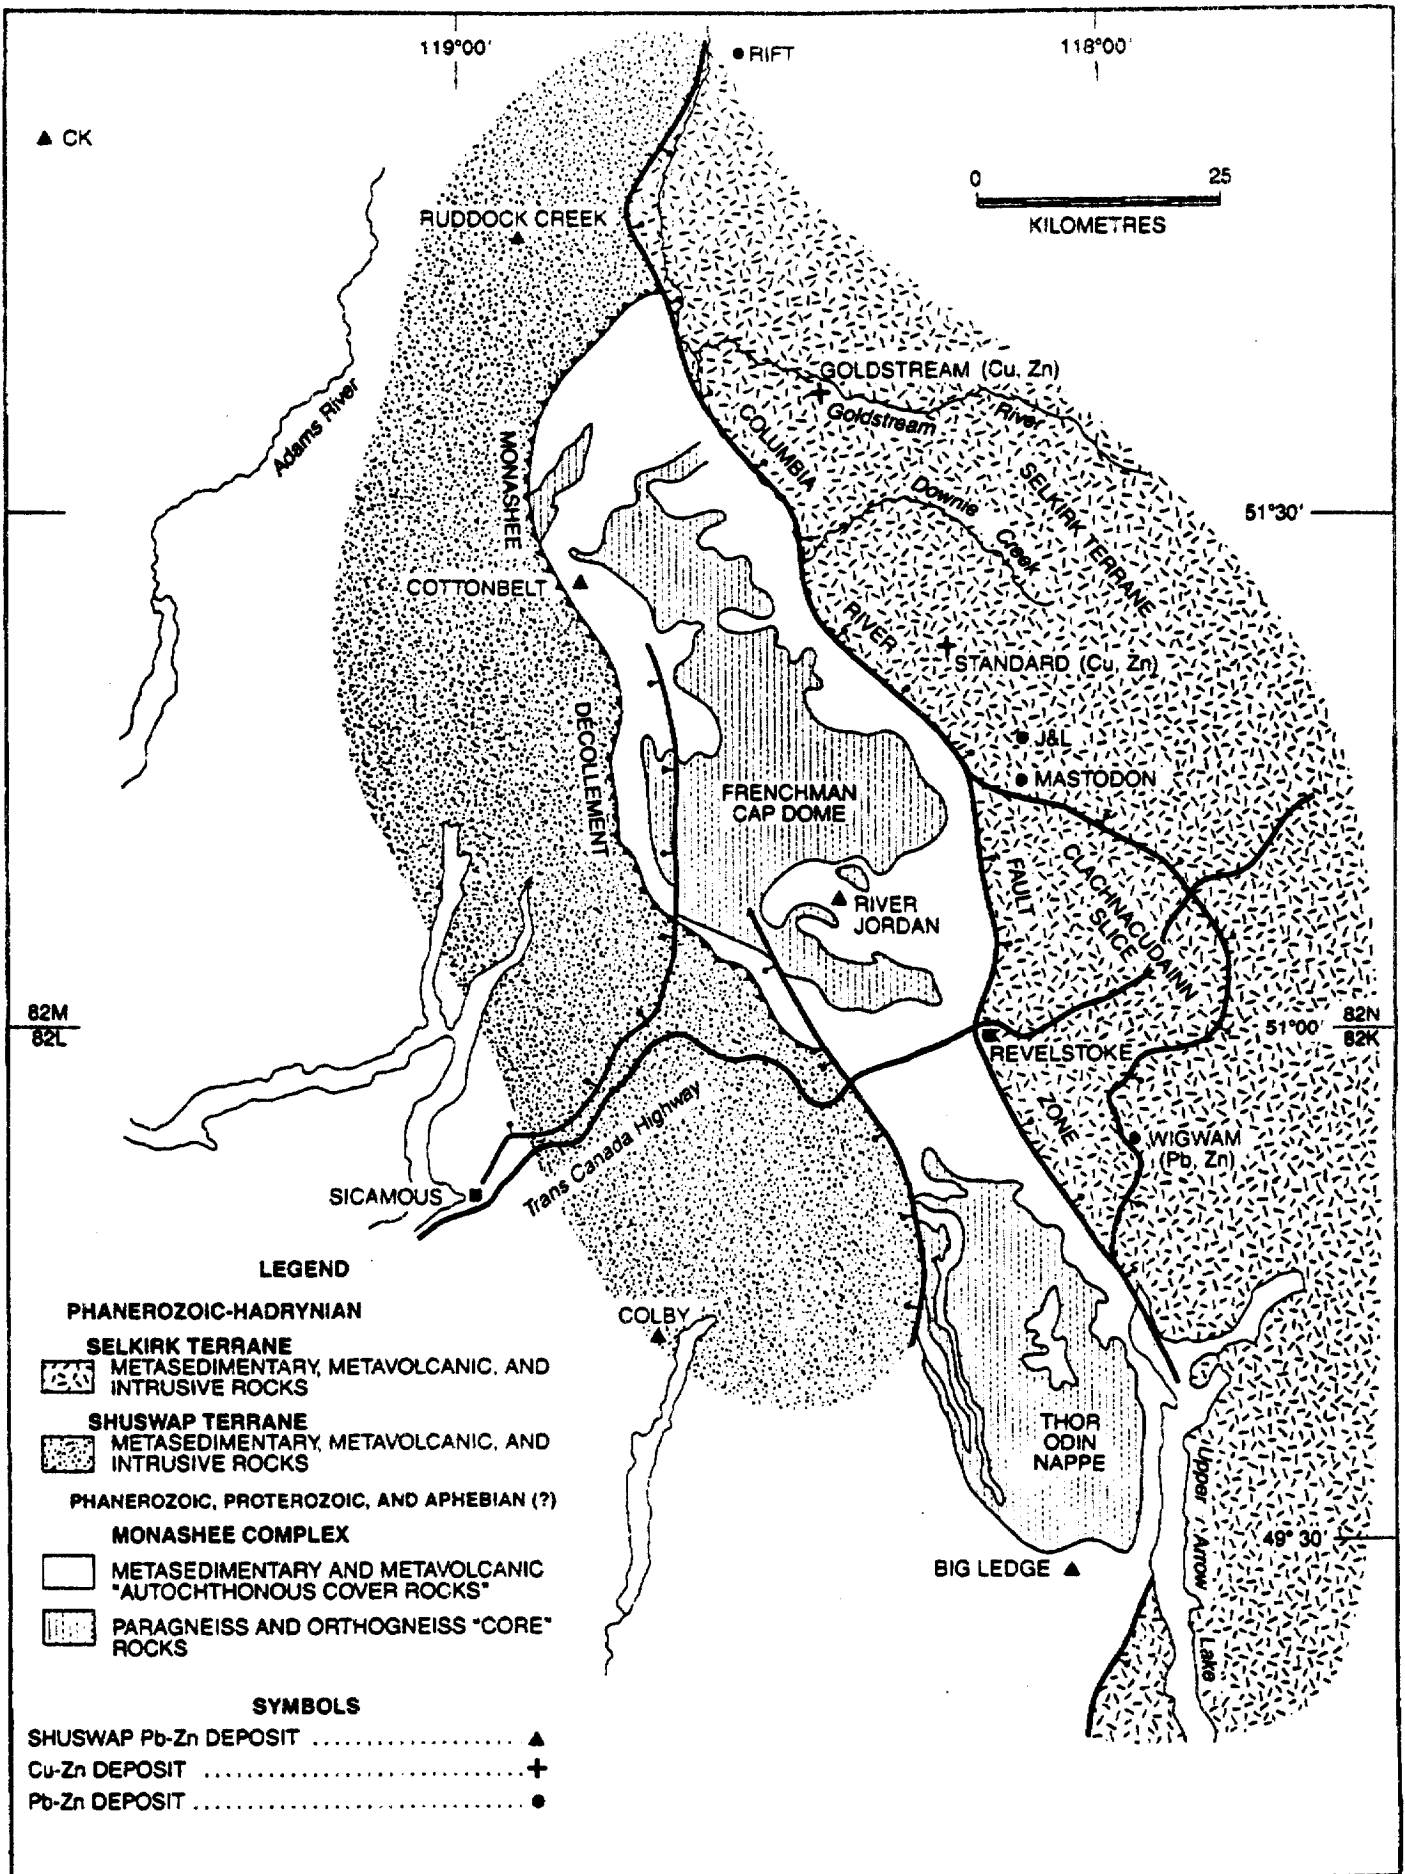 119°00'
118°00'
RIFT
CK
0 25
KILOMETRES
RUDDOCK CREEK
GOLDSTREAM (Cu, Zn)
Goldstream River
Adams River
COLUMBIA
MONASHEE
SELKIRK TERRANE
Downie Creek
51°30'
COTTONBELT
RIVER
STANDARD (Cu, Zn)
DÉCOLLEMENT
J&L
MASTODON
FRENCHMAN
CAP DOME
FAULT
CLACHNACUDAINN
SLICE
RIVER
JORDAN
82M
82L
51°00'
82N
82K
REVELSTOKE
ZONE
Trans Canada Highway
WIGWAM
(Pb, Zn)
SICAMOUS
COLBY
THOR
ODIN
NAPPE
Upper Arrow Lake
49° 30'
BIG LEDGE
LEGEND
PHANEROZOIC-HADRYNIAN
SELKIRK TERRANE
METASEDIMENTARY, METAVOLCANIC, AND
INTRUSIVE ROCKS
SHUSWAP TERRANE
METASEDIMENTARY, METAVOLCANIC, AND
INTRUSIVE ROCKS
PHANEROZOIC, PROTEROZOIC, AND APHEBIAN (?)
MONASHEE COMPLEX
METASEDIMENTARY AND METAVOLCANIC
"AUTOCHTHONOUS COVER ROCKS"
PARAGNEISS AND ORTHOGNEISS "CORE"
ROCKS
SYMBOLS
SHUSWAP Pb-Zn DEPOSIT
Cu-Zn DEPOSIT
Pb-Zn DEPOSIT